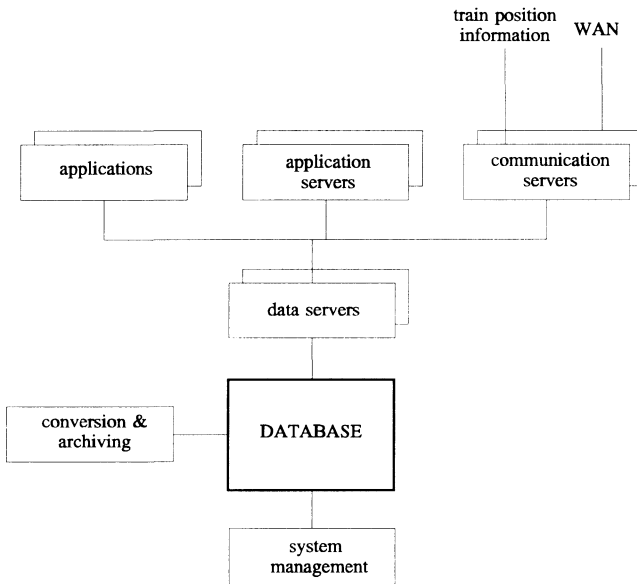 train position
information
WAN
applications
application
servers
communication
servers
data servers
DATABASE
conversion &
archiving
system
management